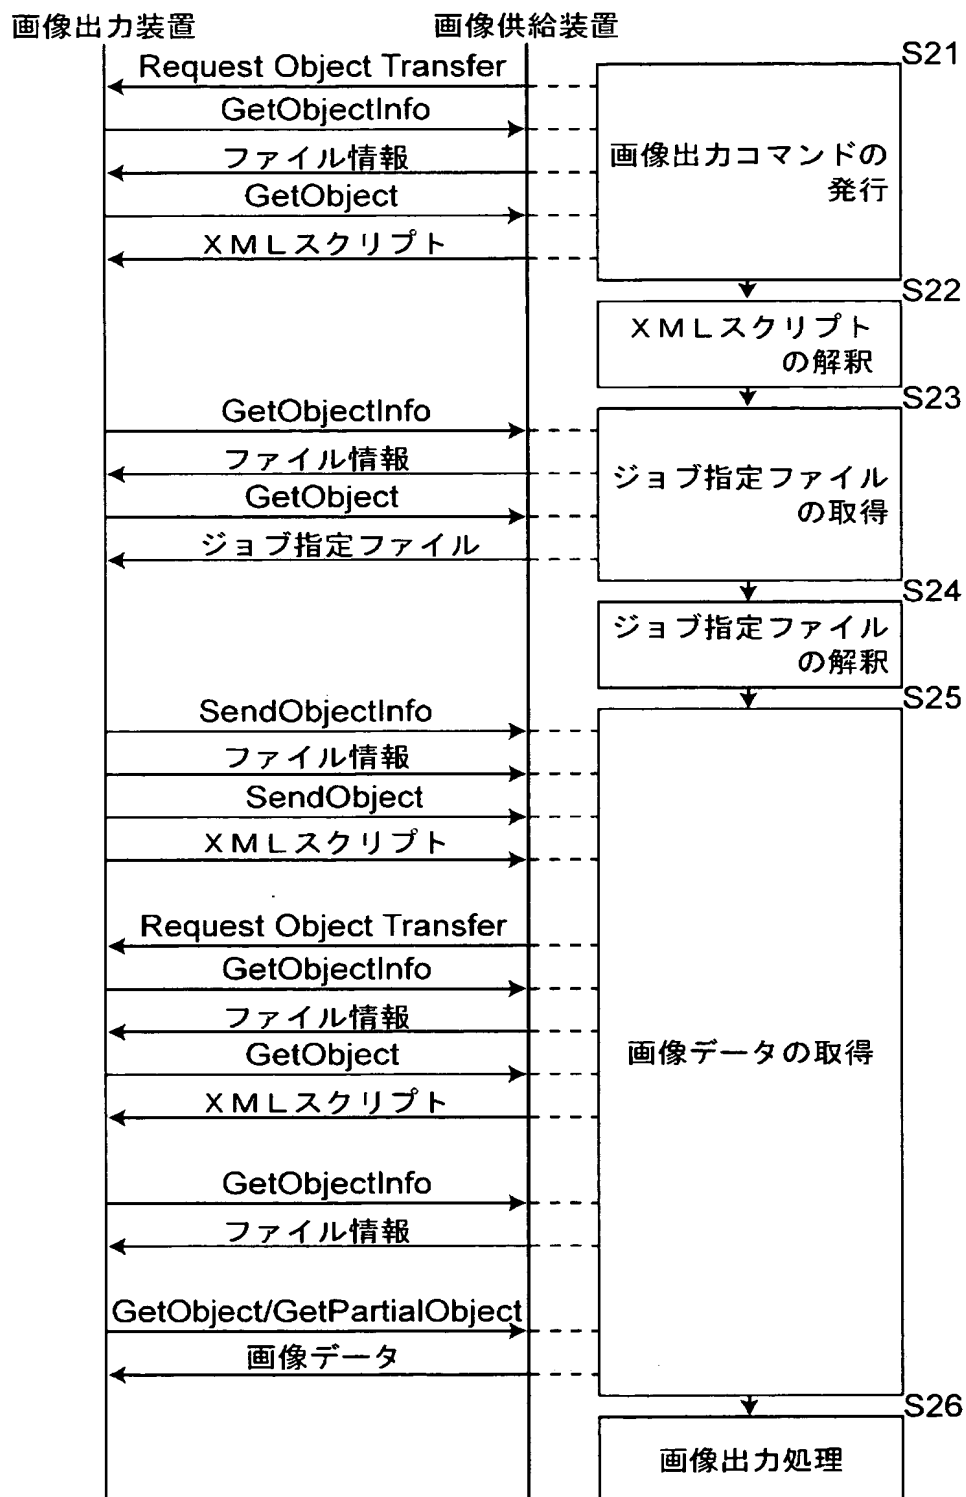 画像出力装置
画像供給装置
S21
Request Object Transfer
GetObjectInfo
画像出力コマンドの
発行
ファイル情報
GetObject
XMLスクリプト
S22
XMLスクリプト
の解釈
S23
GetObjectInfo
ファイル情報
ジョブ指定ファイル
の取得
GetObject
ジョブ指定ファイル
S24
ジョブ指定ファイル
の解釈
S25
SendObjectInfo
ファイル情報
SendObject
XMLスクリプト
Request Object Transfer
GetObjectInfo
ファイル情報
GetObject
画像データの取得
XMLスクリプト
GetObjectInfo
ファイル情報
GetObject/GetPartialObject
画像データ
S26
画像出力処理